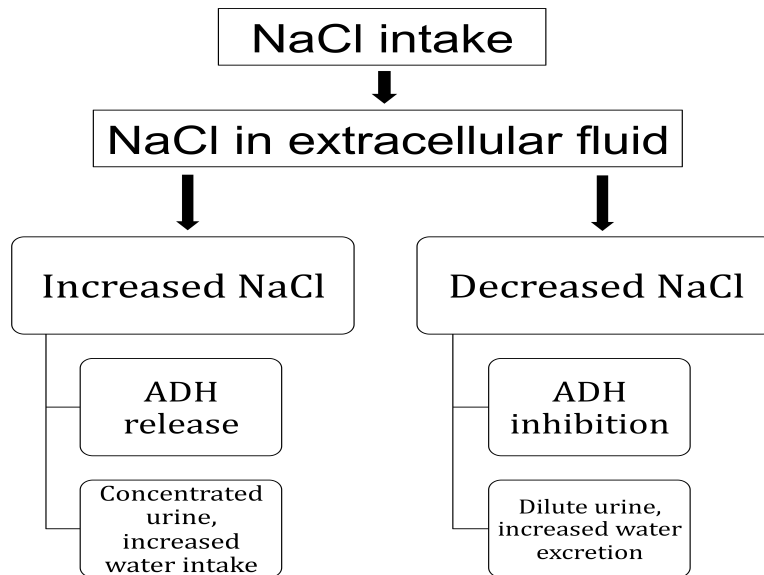 NaCl intake
NaCl in extracellular fluid
Increased NaCl
ADH
release
Concentrated
urine,
increased
water intake
Decreased NaCl
ADH
inhibition
Dilute urine,
increased water
excretion